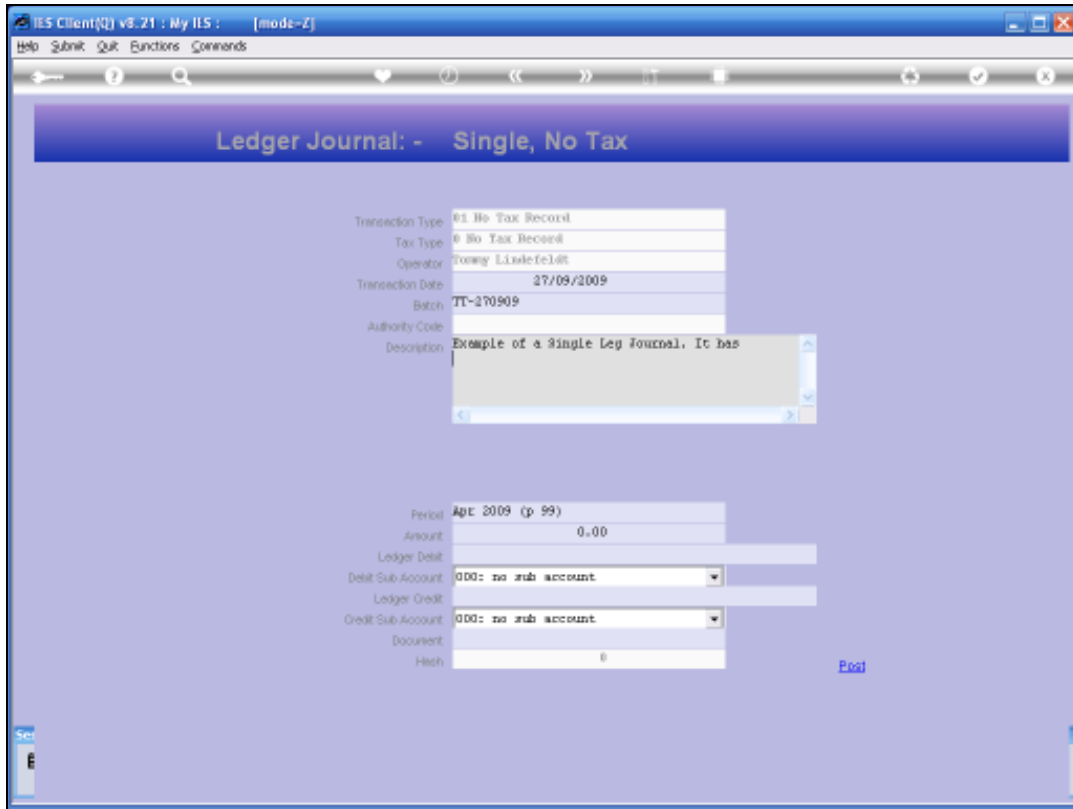 IES Client(Q) v8.21 : My IES : [mode=Z]
Help Submit Quit Functions Commands
Ledger Journal: - Single, No Tax
Transaction Type 01 No Tax Record
Tax Type 0 No Tax Record
Operator Tommy Lindefeldt
Transaction Date 27/09/2009
Batch TT-270909
Authority Code
Description Example of a Single Leg Journal. It has
Period Apr 2009 (p 99)
Amount 0.00
Ledger Debit
Debit Sub Account 000: no sub account
Ledger Credit
Credit Sub Account 000: no sub account
Document
Hash 0
Post